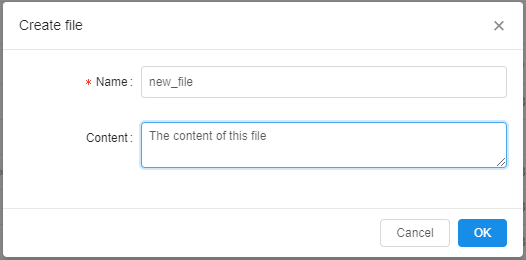 Create file
* Name:
new_file
Content:
The content of this file
Cancel
OK